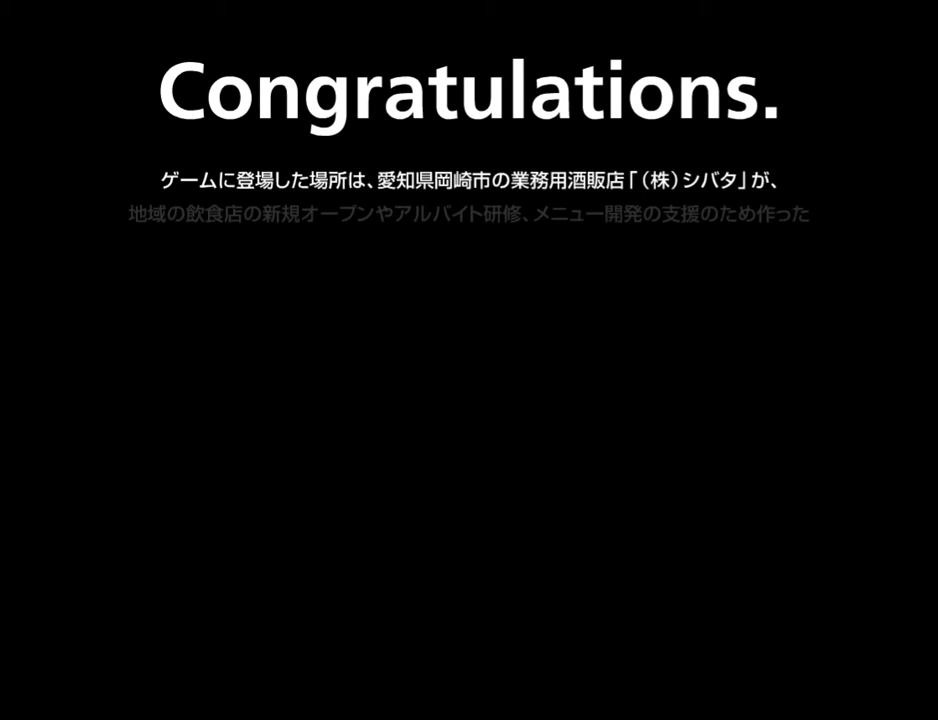 Congratulations.
ゲームに登場した場所は、愛知県岡崎市の業務用酒販店「（株）シバタ」が、
地域の飲食店の新規オープンやアルバイト研修、メニュー開発の支援のため作った